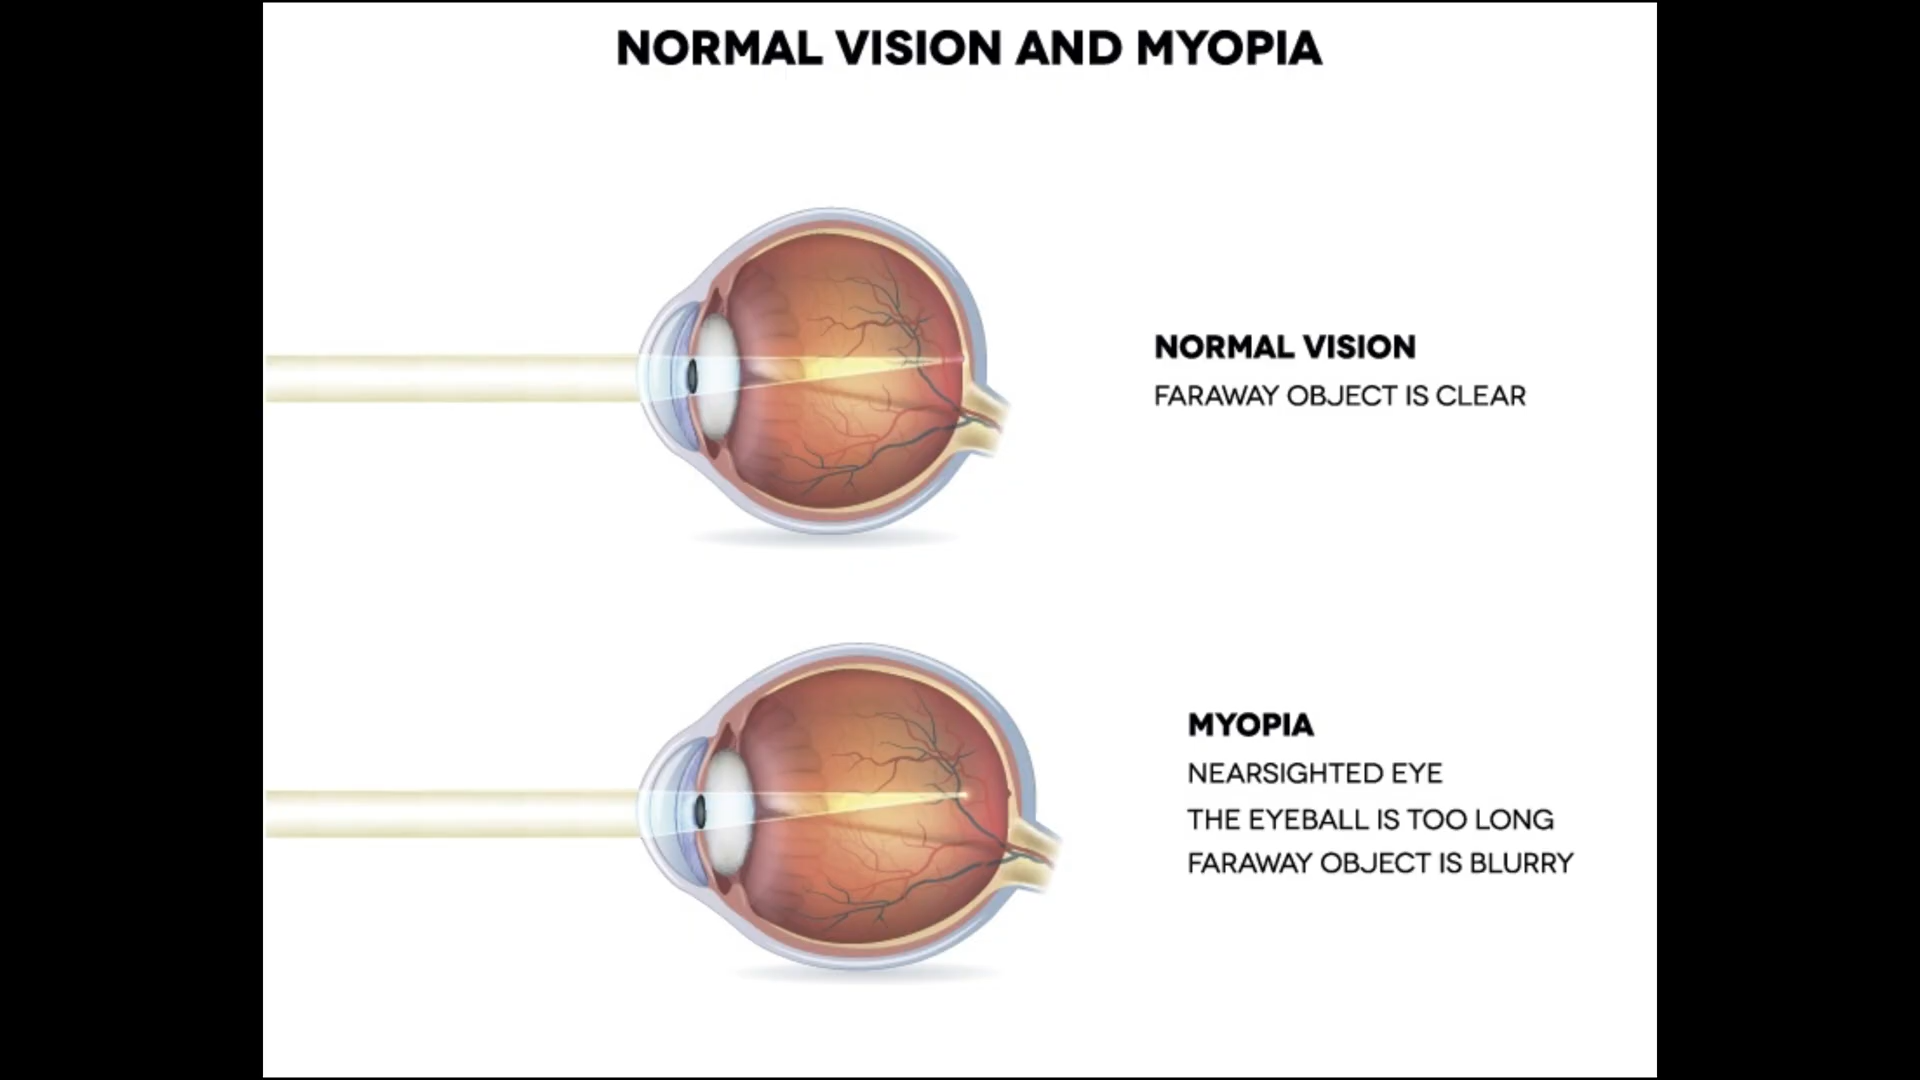 NORMAL VISION AND MYOPIA
NORMAL VISION
FARAWAY OBJECT IS CLEAR
MYOPIA
NEARSIGHTED EYE
THE EYEBALL IS TOO LONG
FARAWAY OBJECT IS BLURRY